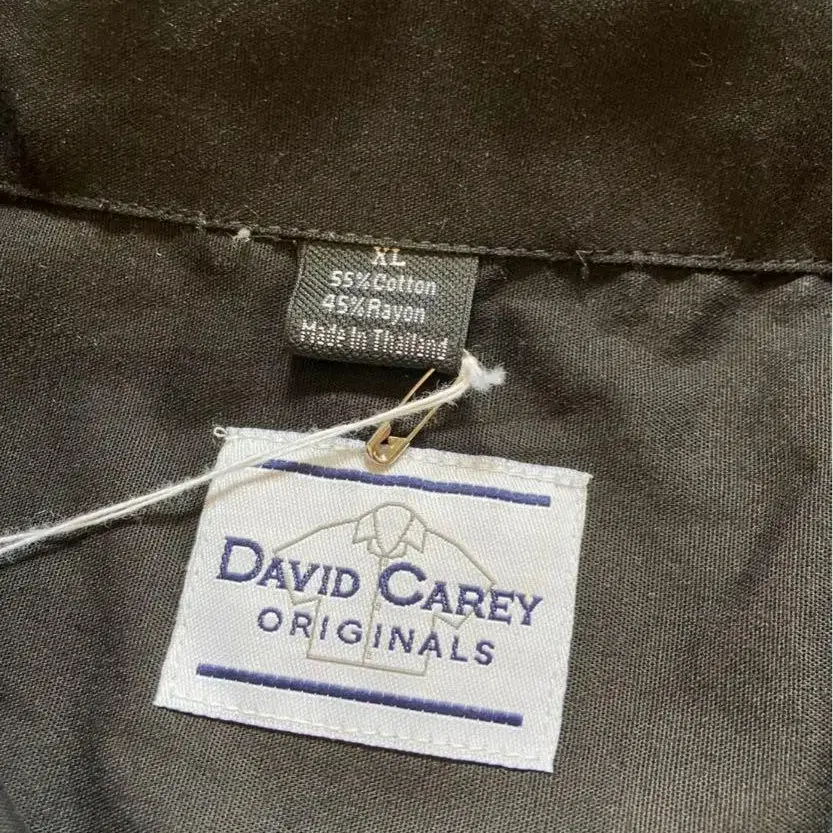 XL
55%Cotton
45%Rayon
Made In Thailand
DAVID CAREY
ORIGINALS